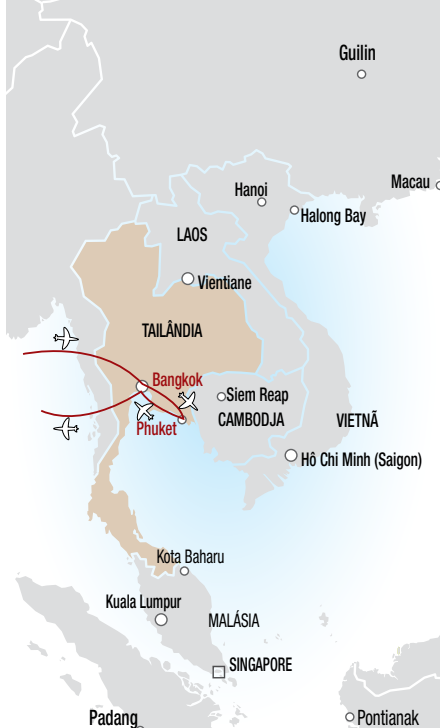 Guilin
Macau
Hanoi
Halong Bay
LAOS
Vientiane
TAILÂNDIA
Bangkok
Siem Reap
CAMBODJA
VIETNÃ
Phuket
Hô Chi Minh (Saigon)
Kota Baharu
Kuala Lumpur
MALÁSIA
SINGAPORE
Padang
Pontianak